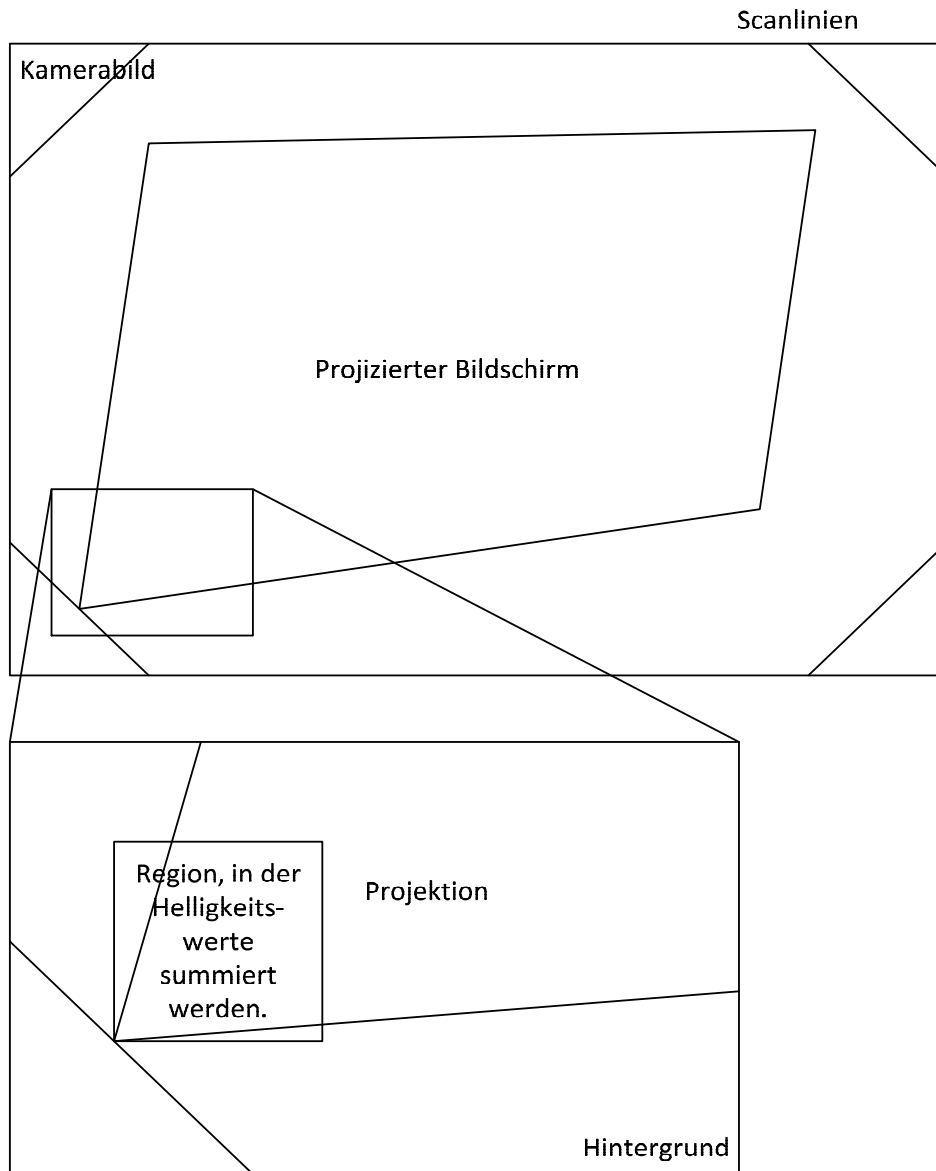 Scanlinien
Kamerabild
Projizierter Bildschirm
Region, in der
Helligkeits-
werte
summiert
werden.
Projektion
Hintergrund